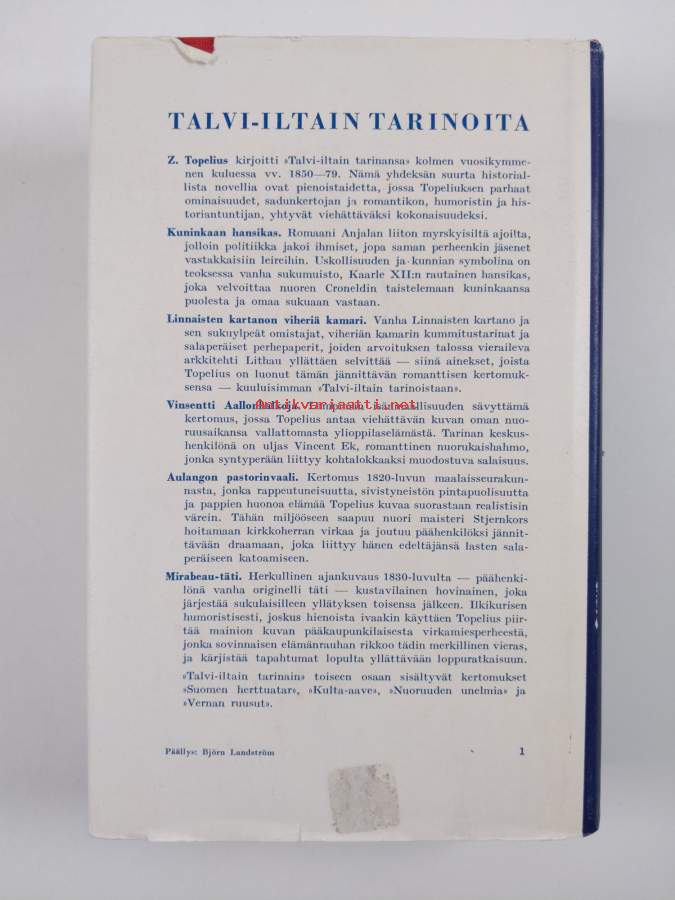 TALVI-ILTAIN TARINOITA
Z. Topelius kirjoitti »Talvi-iltain tarinansa» kolmen vuosikymme-
nen kuluessa vv. 1850—79. Nämä yhdeksän suurta historial-
lista novellia ovat pienoistaidetta, jossa Topeliuksen parhaat
ominaisuudet, sadunkertojan ja romantikon, humoristin ja his-
toriantuntijan, yhtyvät viehättäväksi kokonaisuudeksi.
Kuninkaan hansikas. Romaani Anjalan liiton myrskyisiltä ajoilta,
jolloin politiikka jakoi ihmiset, jopa saman perheenkin jäsenet
vastakkaisiin leireihin. Uskollisuuden ja kunnian symbolina on
teoksessa vanha sukumuisto, Kaarle XII:n rautainen hansikas,
joka velvoittaa nuoren Croneldin taistelemaan kuninkaansa
puolesta ja omaa sukuaan vastaan.
Linnaisten kartanon viheriä kamari. Vanha Linnaisten kartano ja
sen sukuylpeät omistajat, viheriän kamarin kummitustarinat ja
salaperäiset perhepaperit, joiden arvoituksen talossa vieraileva
arkkitehti Lithau yllättäen selvittää — siinä ainekset, joista
Topelius on luonut tämän jännittävän romanttisen kertomuk-
sensa — kuuluisimman »Talvi-iltain tarinoistaan».
Vinsentti Aallonhalkoja. isänmaallisuuden sävyttämä
Antikvariaatti.net
kertomus, jossa Topelius antaa viehättävän kuvan oman nuo-
ruusaikansa vallattomasta ylioppilaselämästä. Tarinan keskus-
henkilönä on uljas Vincent Ek, romanttinen nuorukaishahmo,
jonka syntyperään liittyy kohtalokkaaksi muodostuva salaisuus.
Aulangon pastorinvaali. Kertomus 1820-luvun maalaisseurakun-
nasta, jonka rappeutuneisuutta, sivistyneistön pintapuolisuutta
ja pappien huonoa elämää Topelius kuvaa suorastaan realistisin
värein. Tähän miljööseen saapuu nuori maisteri Stjernkors
hoitamaan kirkkoherran virkaa ja joutuu päähenkilöksi jännit-
tävään draamaan, joka liittyy hänen edeltäjänsä lasten sala-
peräiseen katoamiseen.
Mirabeau-täti. Herkullinen ajankuvaus 1830-luvulta — päähenki-
lönä vanha originelli täti — kustavilainen hovinainen, joka
järjestää sukulaisilleen yllätyksen toisensa jälkeen. Ilkikurisen
humoristisesti, joskus hienoista ivaakin käyttäen Topelius piir-
tää mainion kuvan pääkaupunkilaisesta virkamiesperheestä,
jonka sovinnaisen elämänrauhan rikkoo tädin merkillinen vieras,
ja kärjistää tapahtumat lopulta yllättävään loppuratkaisuun.
»Talvi-iltain tarinain» toiseen osaan sisältyvät kertomukset
»Suomen herttuatar», »Kulta-aave», »Nuoruuden unelmia» ja
»Vernan ruusut».
Päällys: Björn Landström 1